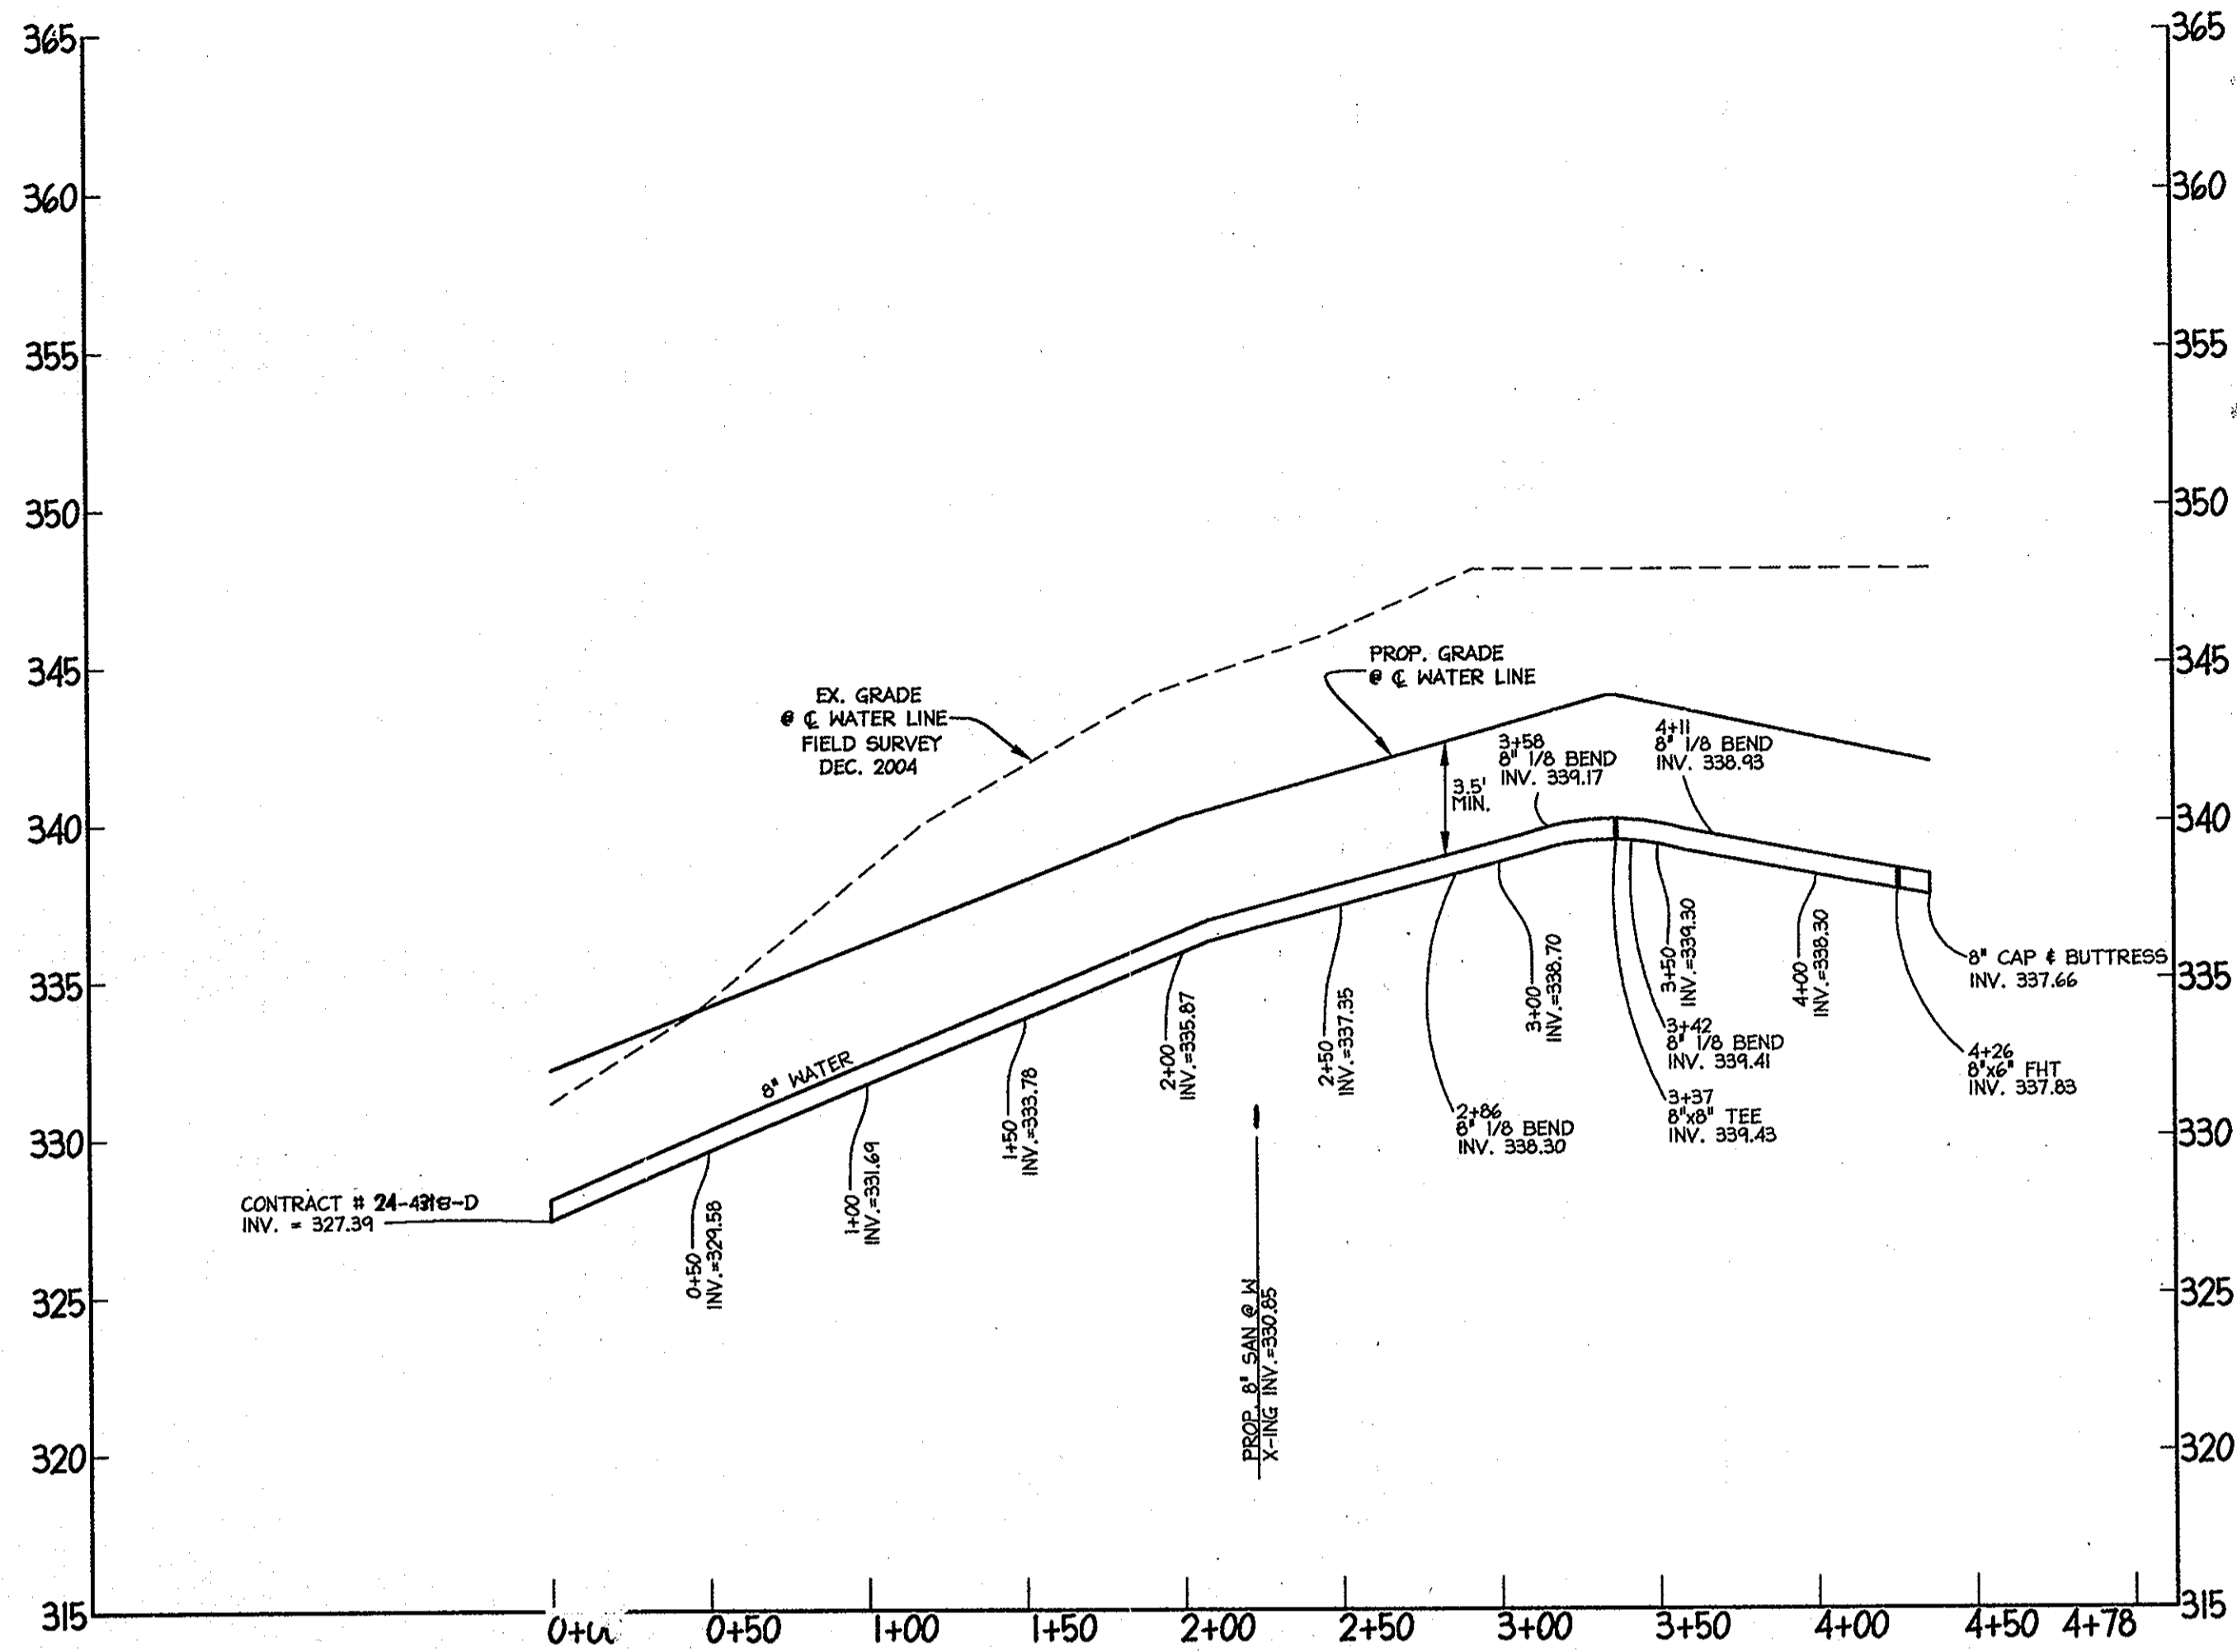 365
360
355
350
345
340
335
330
325
320
315
365
360
355
350
345
340
335
330
325
320
315
EX. GRADE
@ ℄ WATER LINE
FIELD SURVEY
DEC. 2004
PROP. GRADE
@ ℄ WATER LINE
3.5'
MIN.
3+58
8" 1/8 BEND
INV. 339.17
4+11
8" 1/8 BEND
INV. 338.93
8" WATER
CONTRACT #
INV. = 327.39
0+50
INV.=329.58
1+00
INV.=331.69
1+50
INV.=333.78
2+00
INV.=335.87
2+50
INV.=337.35
3+00
INV.=338.70
3+50
INV.=339.30
4+00
INV.=338.30
2+86
8" 1/8 BEND
INV. 338.30
3+42
8" 1/8 BEND
INV. 339.41
3+37
8"x8" TEE
INV. 339.43
8" CAP & BUTTRESS
INV. 337.66
4+26
8"x6" FHT
INV. 337.83
PROP. 8" SAN @ W
X-ING INV.=330.85
0+50 1+00 1+50 2+00 2+50 3+00 3+50 4+00 4+50 4+78